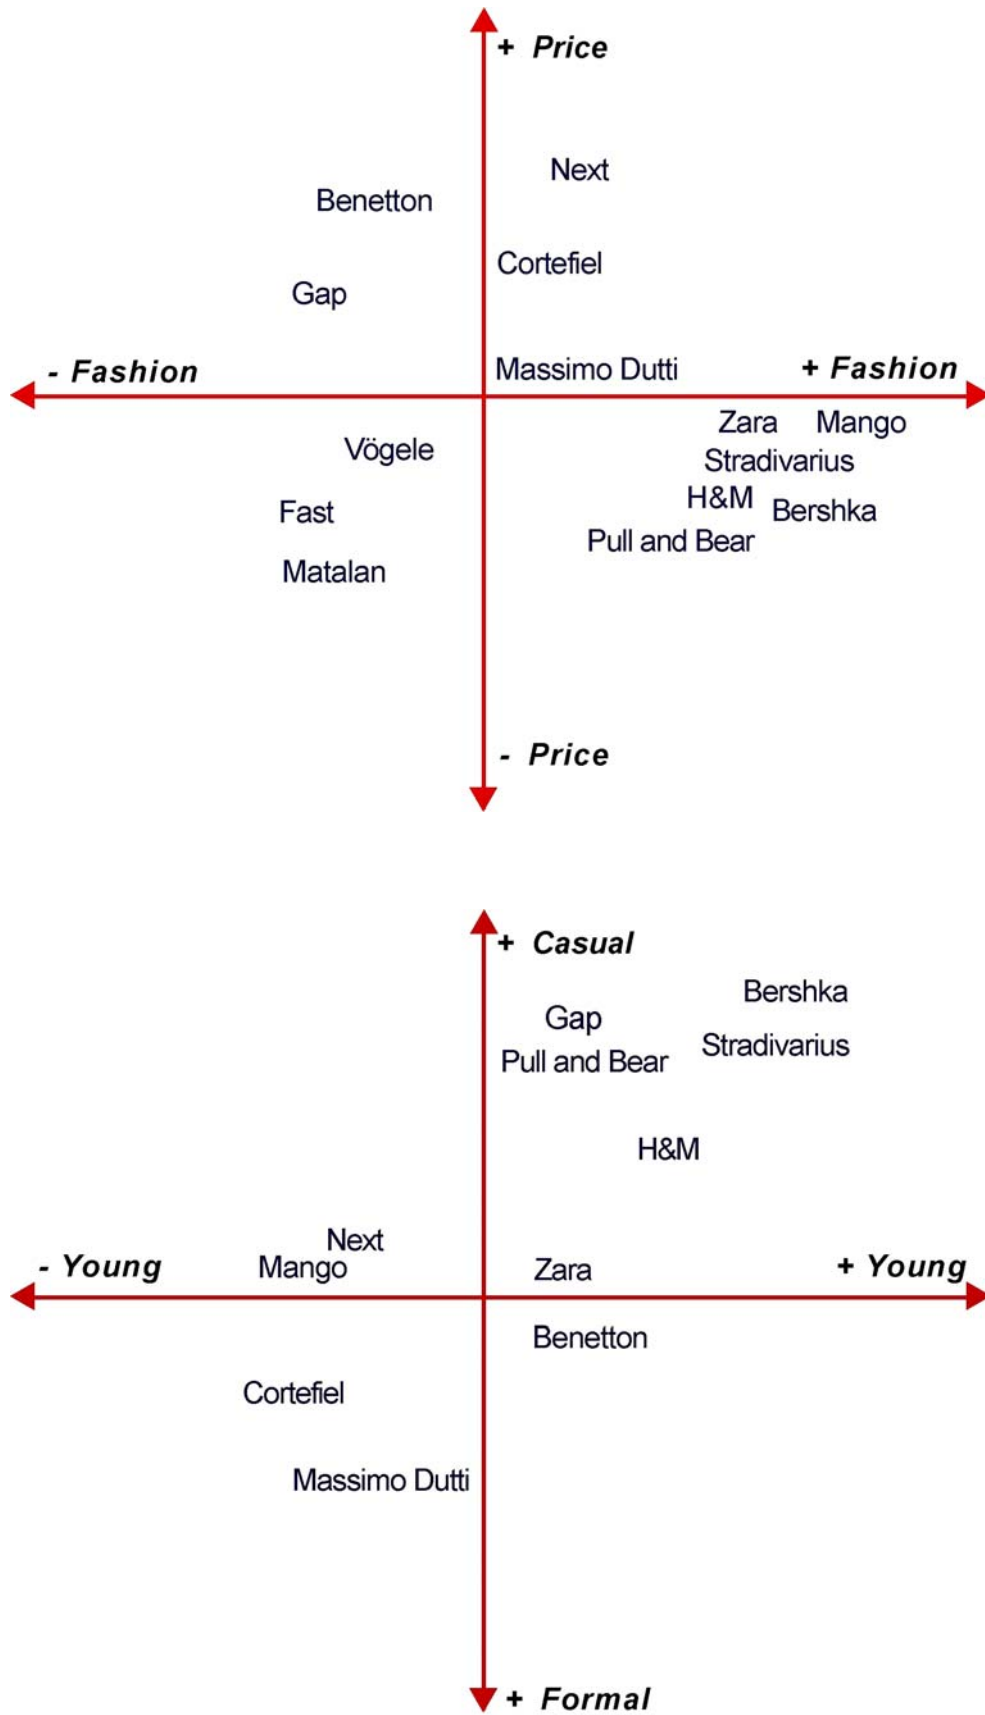 + Price
Next
Benetton
Cortefiel
Gap
- Fashion
Massimo Dutti
+ Fashion
Zara
Mango
Vögele
Stradivarius
H&M
Fast
Bershka
Pull and Bear
Matalan
- Price
+ Casual
Bershka
Gap
Stradivarius
Pull and Bear
H&M
Next
- Young
Mango
Zara
+ Young
Benetton
Cortefiel
Massimo Dutti
+ Formal